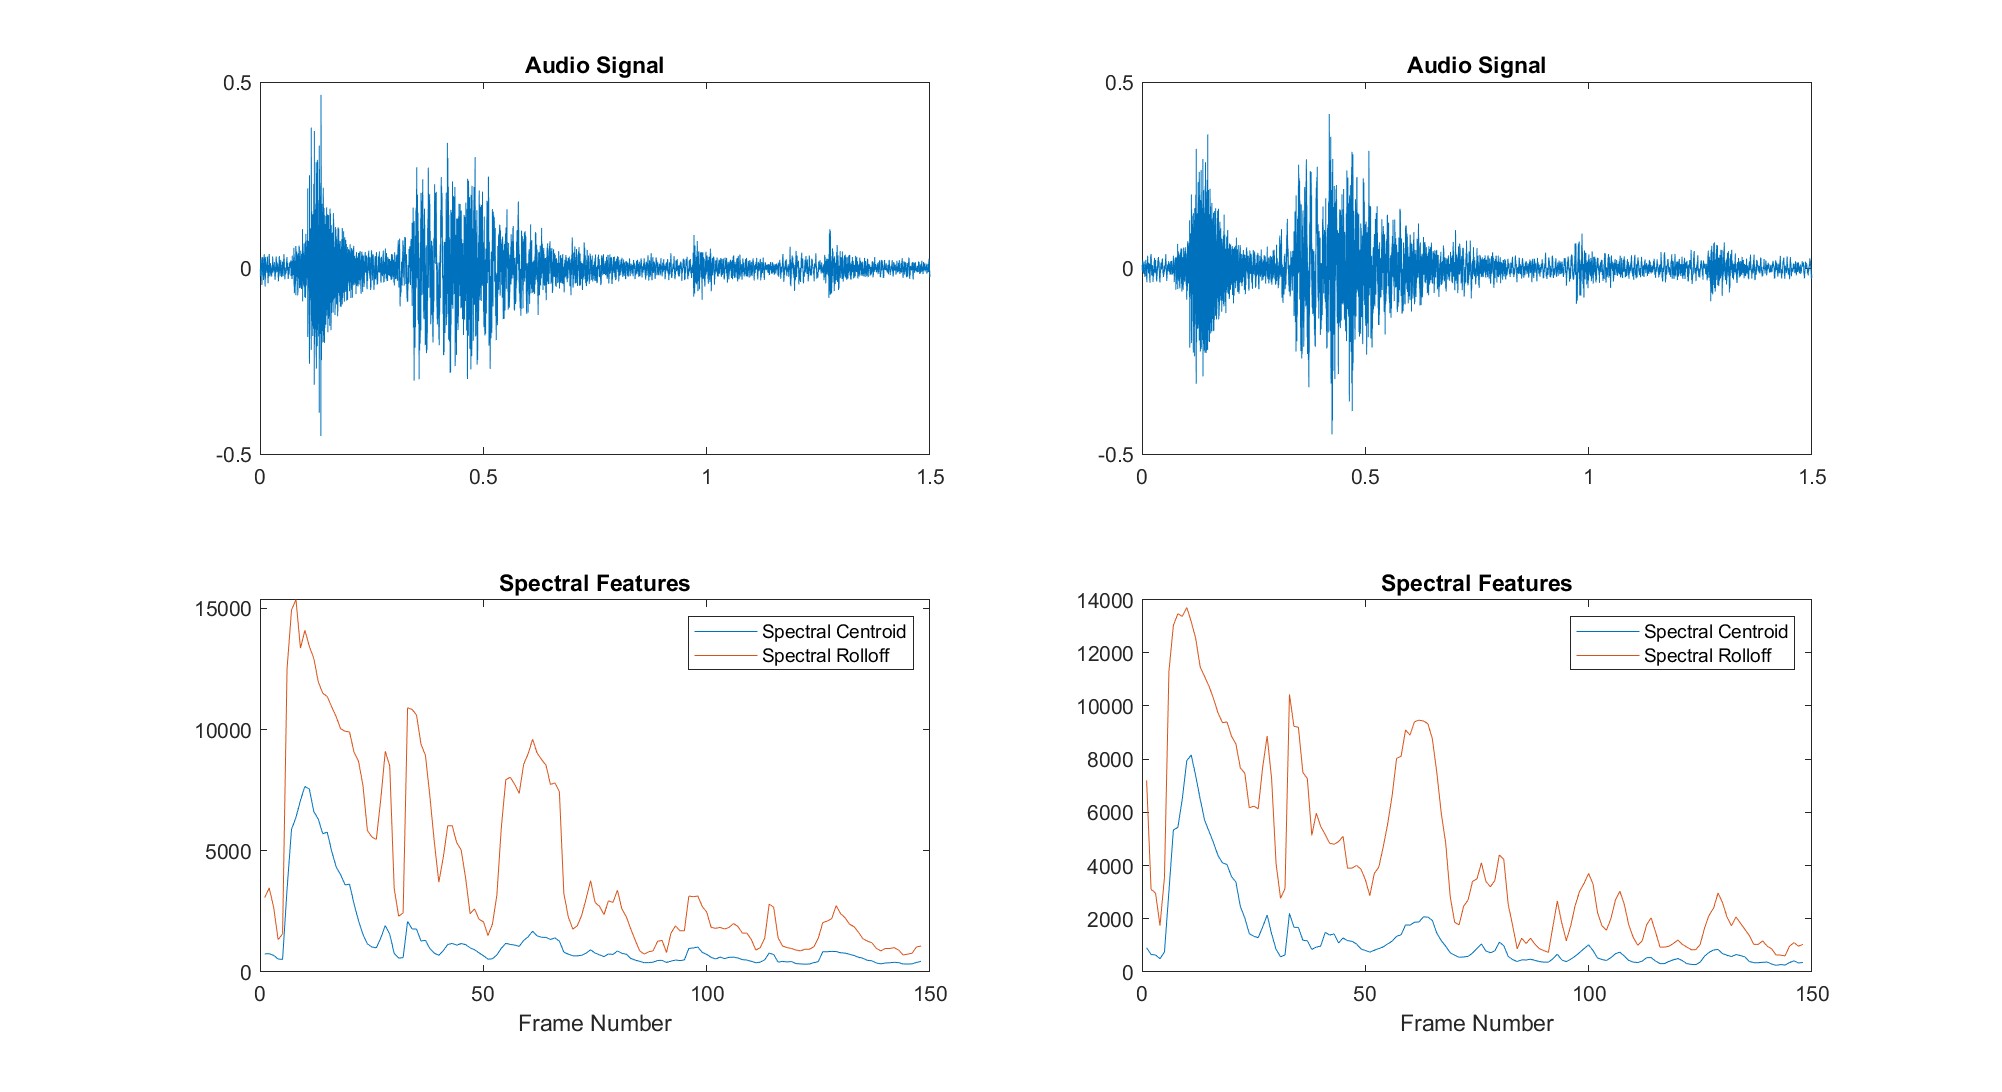 Audio Signal
0.5
0
-0.5
0 0.5 1 1.5
Audio Signal
0.5
0
-0.5
0 0.5 1 1.5
Spectral Features
15000
10000
5000
0
Spectral Centroid
Spectral Rolloff
0 50 100 150
Frame Number
Spectral Features
14000
12000
10000
8000
6000
4000
2000
0
Spectral Centroid
Spectral Rolloff
0 50 100 150
Frame Number